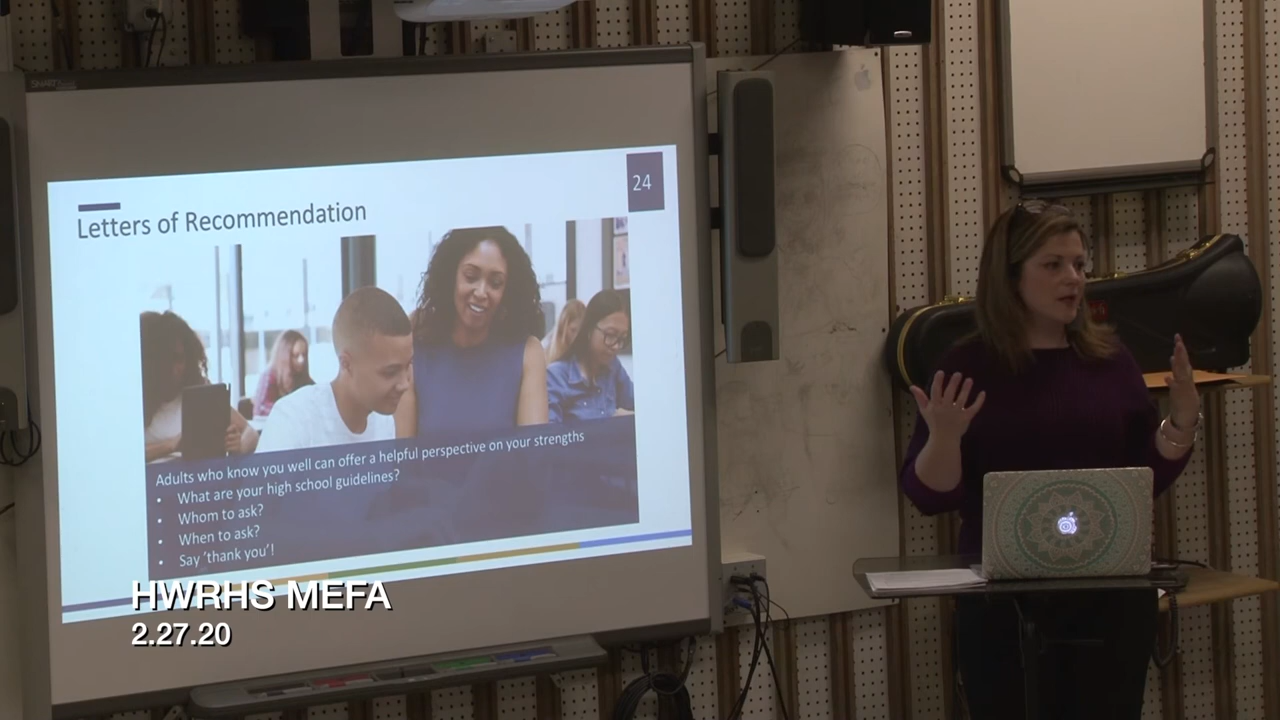 SMART
24
Letters of Recommendation
Adults who know you well can offer a helpful perspective on your strengths
• What are your high school guidelines?
• Whom to ask?
• When to ask?
• Say 'thank you'!
HWRHS MEFA
2.27.20